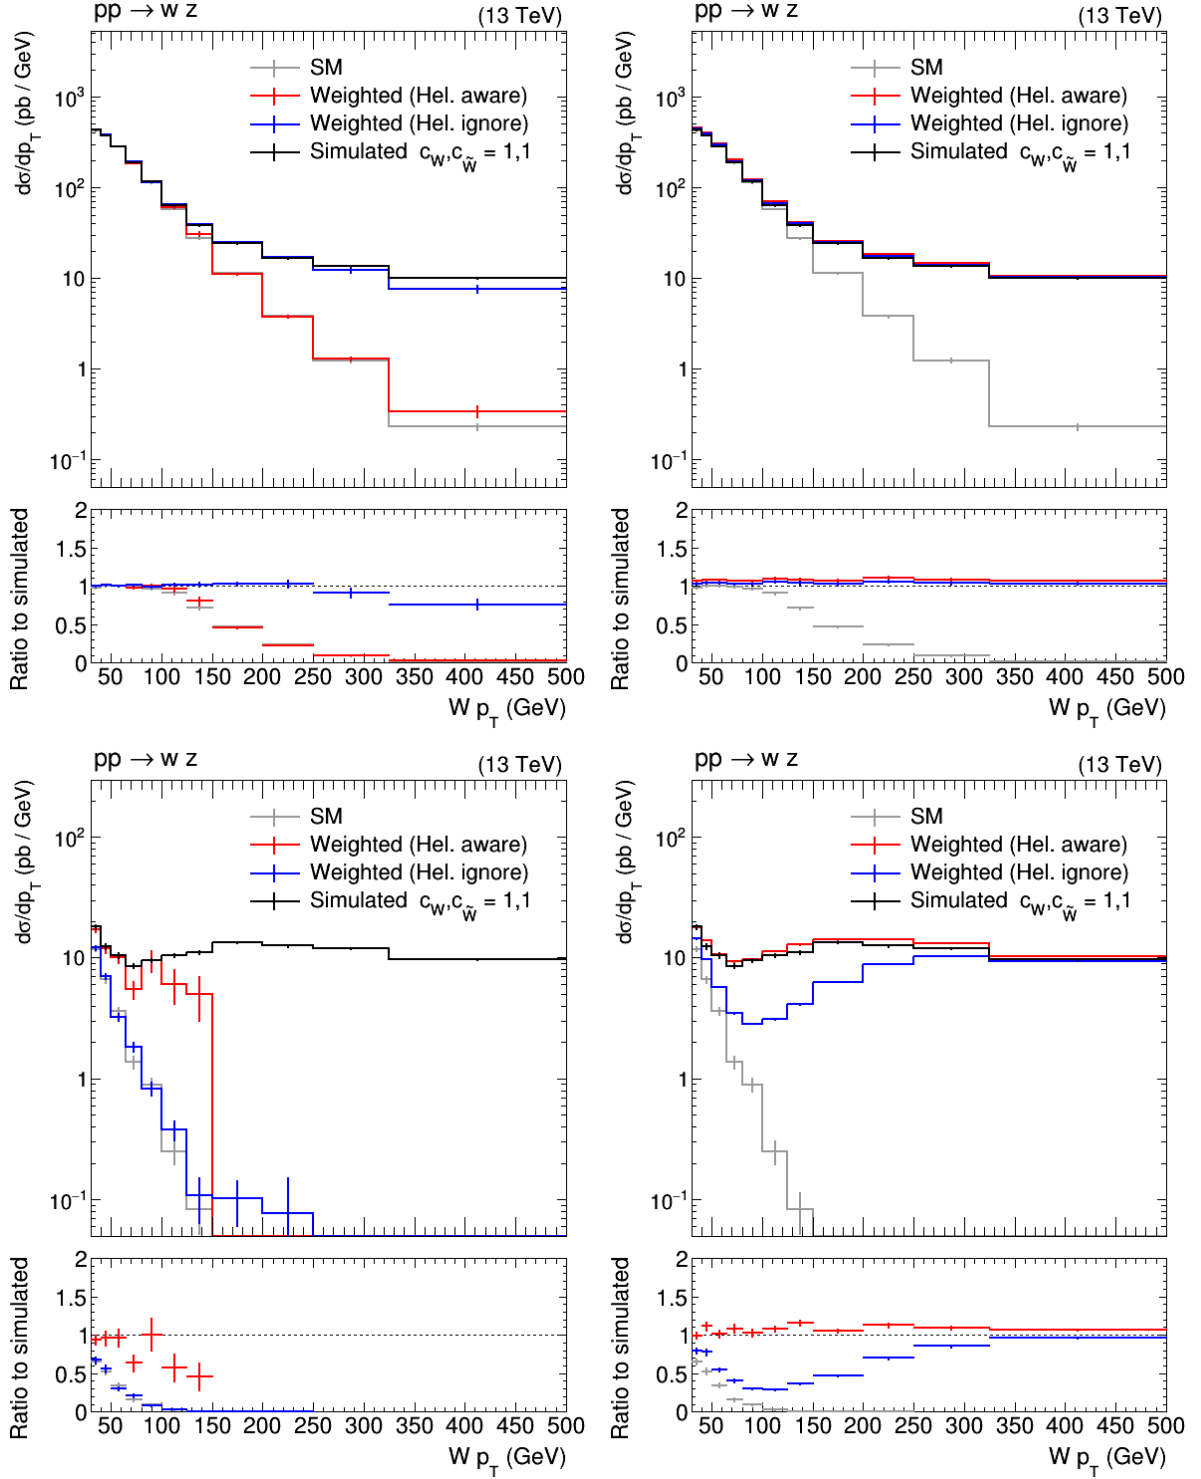 pp → w z (13 TeV)
dσ/dp_T (pb / GeV)
SM
Weighted (Hel. aware)
Weighted (Hel. ignore)
Simulated c_W,c_W̃ = 1,1
10³
10²
10
1
10⁻¹
Ratio to simulated
2
1.5
1
0.5
0
50 100 150 200 250 300 350 400 450 500
W p_T (GeV)
pp → w z (13 TeV)
dσ/dp_T (pb / GeV)
SM
Weighted (Hel. aware)
Weighted (Hel. ignore)
Simulated c_W,c_W̃ = 1,1
10³
10²
10
1
10⁻¹
Ratio to simulated
2
1.5
1
0.5
0
50 100 150 200 250 300 350 400 450 500
W p_T (GeV)
pp → w z (13 TeV)
dσ/dp_T (pb / GeV)
SM
Weighted (Hel. aware)
Weighted (Hel. ignore)
Simulated c_W,c_W̃ = 1,1
10²
10
1
10⁻¹
Ratio to simulated
2
1.5
1
0.5
0
50 100 150 200 250 300 350 400 450 500
W p_T (GeV)
pp → w z (13 TeV)
dσ/dp_T (pb / GeV)
SM
Weighted (Hel. aware)
Weighted (Hel. ignore)
Simulated c_W,c_W̃ = 1,1
10²
10
1
10⁻¹
Ratio to simulated
2
1.5
1
0.5
0
50 100 150 200 250 300 350 400 450 500
W p_T (GeV)